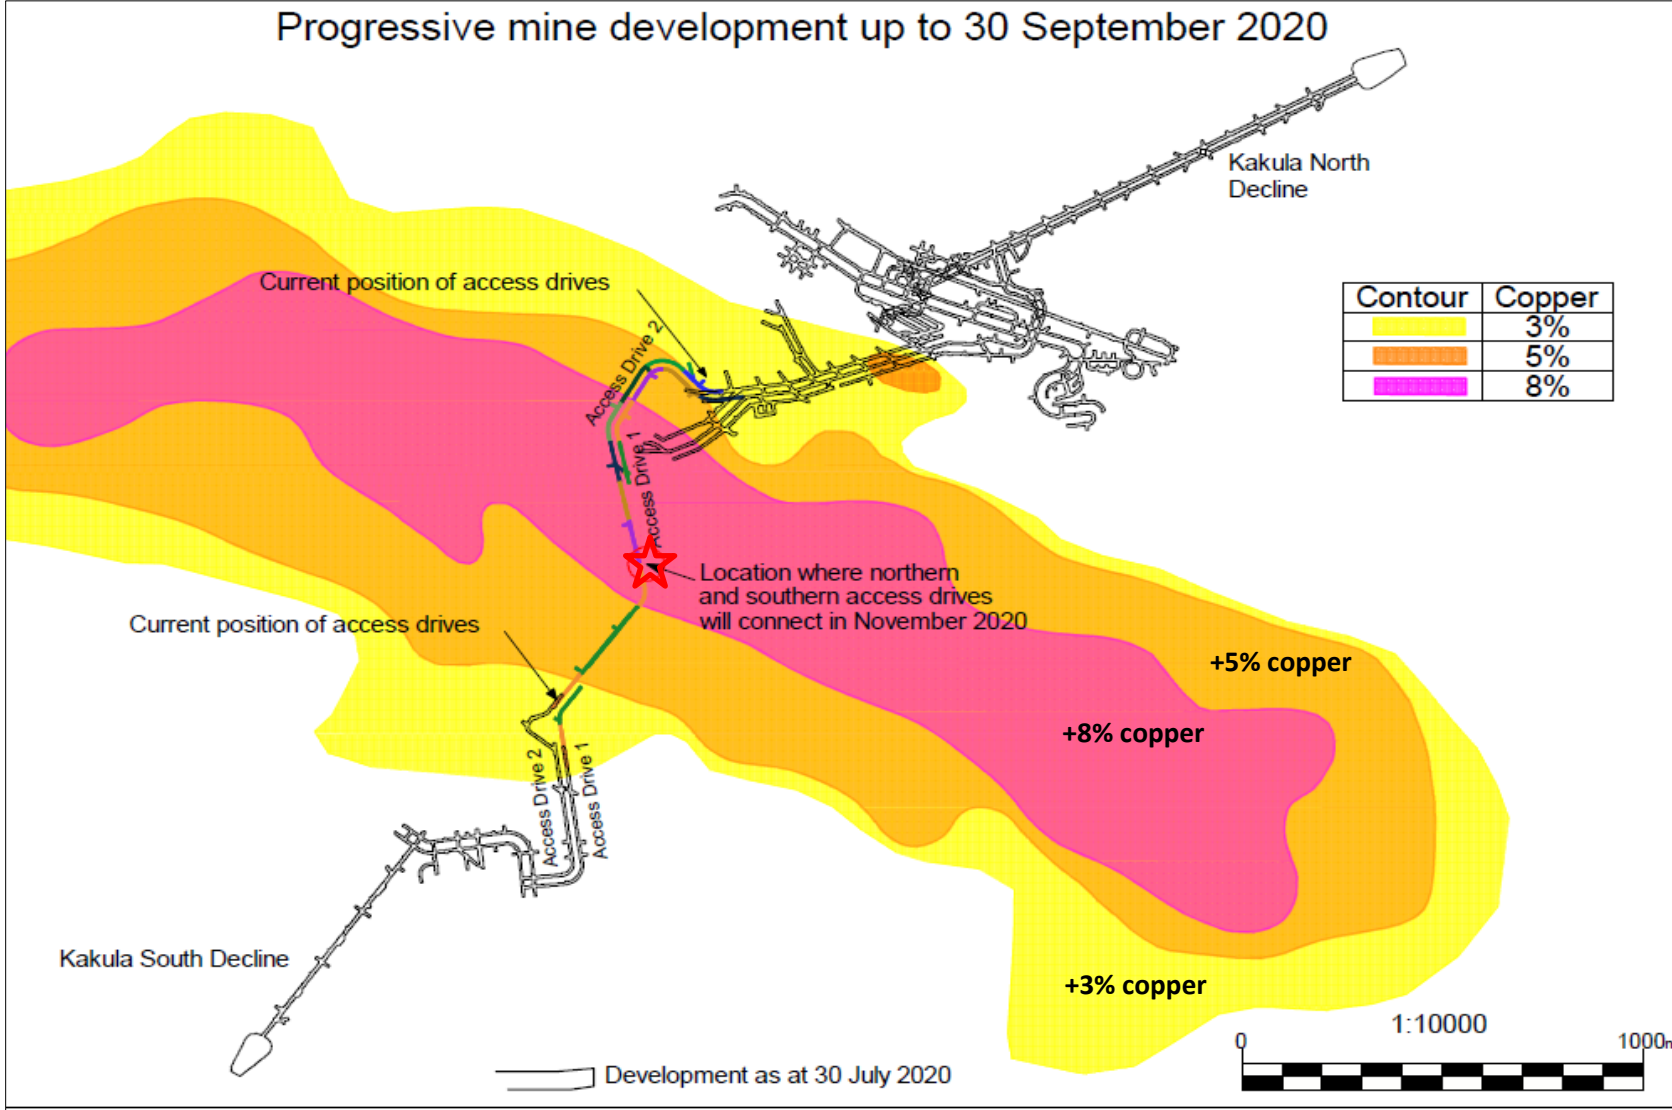 Progressive mine development up to 30 September 2020
Kakula North
Decline
Current position of access drives
Contour Copper
3%
5%
8%
Access Drive 2
Access Drive 1
Location where northern
and southern access drives
will connect in November 2020
Current position of access drives
+5% copper
+8% copper
Access Drive 2
Access Drive 1
Kakula South Decline
+3% copper
1:10000
0 1000m
Development as at 30 July 2020